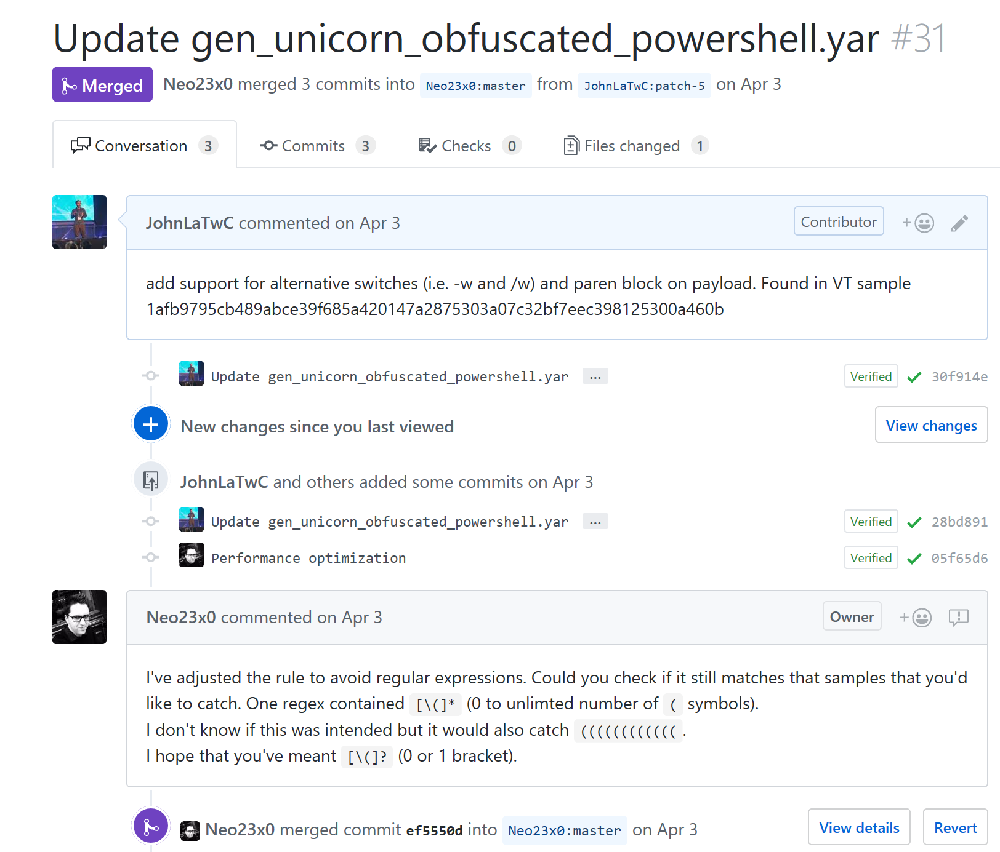 Update gen_unicorn_obfuscated_powershell.yar #31
Merged Neo23x0 merged 3 commits into Neo23x0:master from JohnLaTwC:patch-5 on Apr 3
Conversation 3 Commits 3 Checks 0 Files changed 1
JohnLaTwC commented on Apr 3 Contributor +
add support for alternative switches (i.e. -w and /w) and paren block on payload. Found in VT sample
1afb9795cb489abce39f685a420147a2875303a07c32bf7eec398125300a460b
Update gen_unicorn_obfuscated_powershell.yar ... Verified 30f914e
New changes since you last viewed View changes
JohnLaTwC and others added some commits on Apr 3
Update gen_unicorn_obfuscated_powershell.yar ... Verified 28bd891
Performance optimization Verified 05f65d6
Neo23x0 commented on Apr 3 Owner +
I've adjusted the rule to avoid regular expressions. Could you check if it still matches that samples that you'd
like to catch. One regex contained [\(]* (0 to unlimted number of ( symbols).
I don't know if this was intended but it would also catch ((((((((((((.
I hope that you've meant [\(]? (0 or 1 bracket).
Neo23x0 merged commit ef5550d into Neo23x0:master on Apr 3 View details Revert